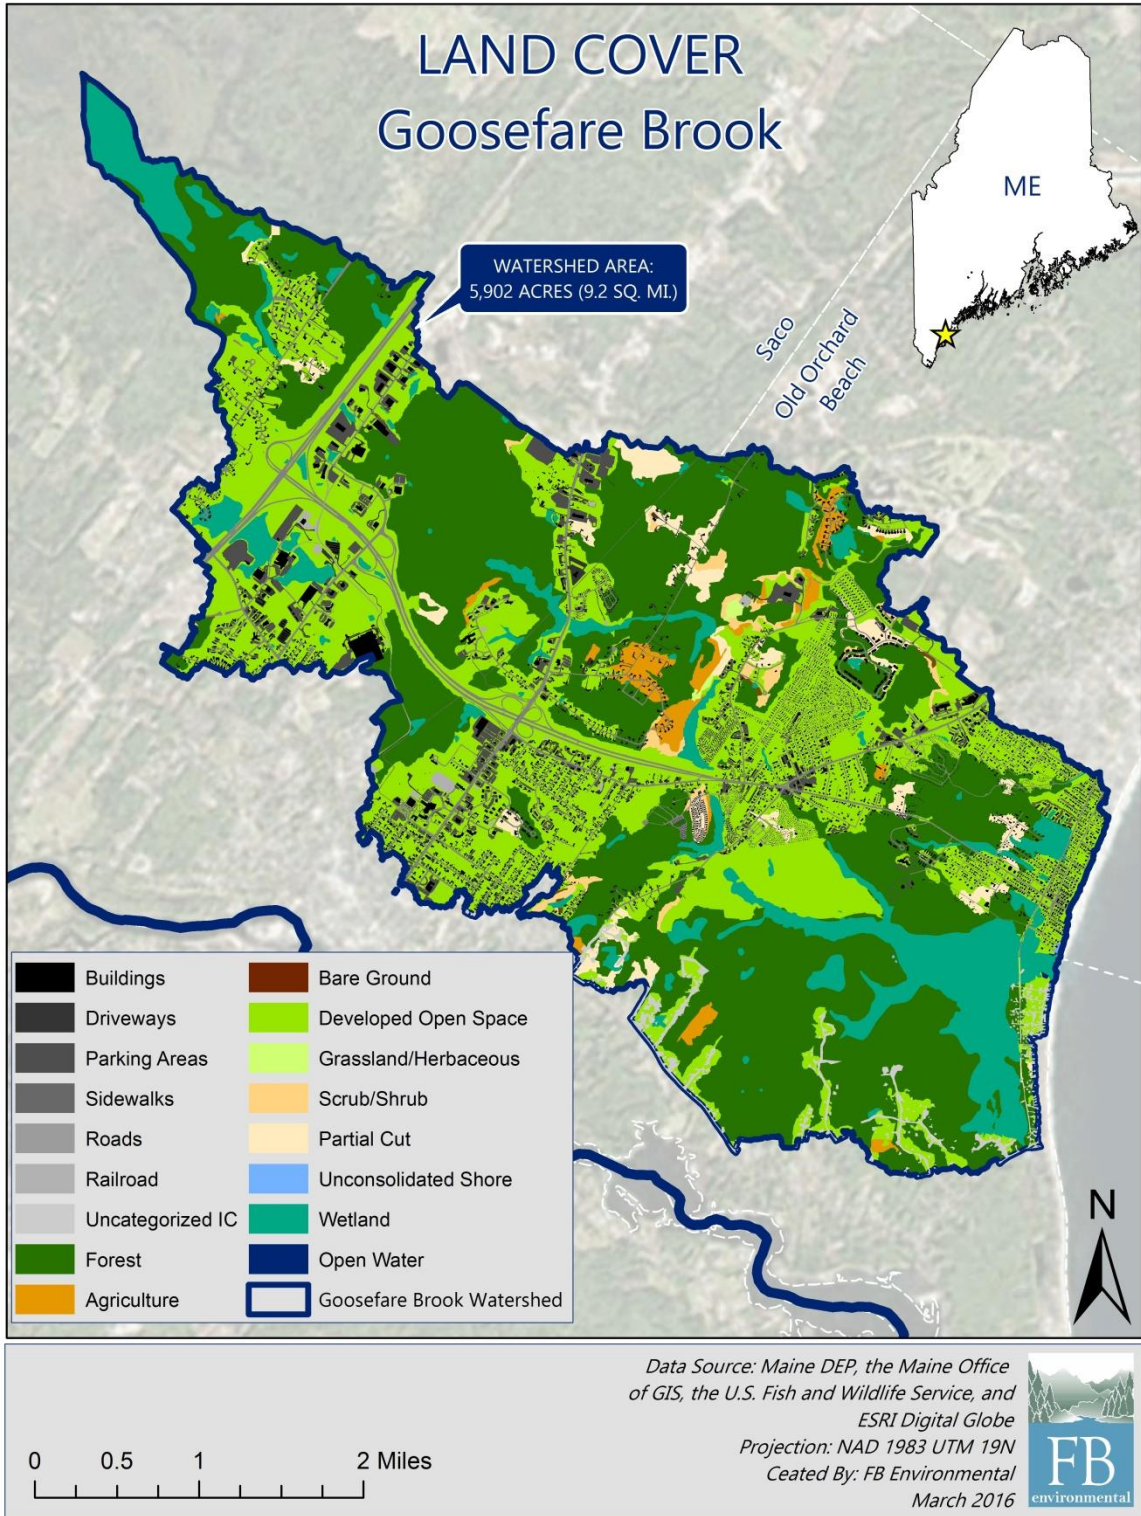 LAND COVER
Goosefare Brook
ME
WATERSHED AREA:
5,902 ACRES (9.2 SQ. MI.)
Saco
Old Orchard
Beach
Buildings
Driveways
Parking Areas
Sidewalks
Roads
Railroad
Uncategorized IC
Forest
Agriculture
Bare Ground
Developed Open Space
Grassland/Herbaceous
Scrub/Shrub
Partial Cut
Unconsolidated Shore
Wetland
Open Water
Goosefare Brook Watershed
N
0 0.5 1 2 Miles
Data Source: Maine DEP, the Maine Office
of GIS, the U.S. Fish and Wildlife Service, and
ESRI Digital Globe
Projection: NAD 1983 UTM 19N
Ceated By: FB Environmental
March 2016
FB
environmental